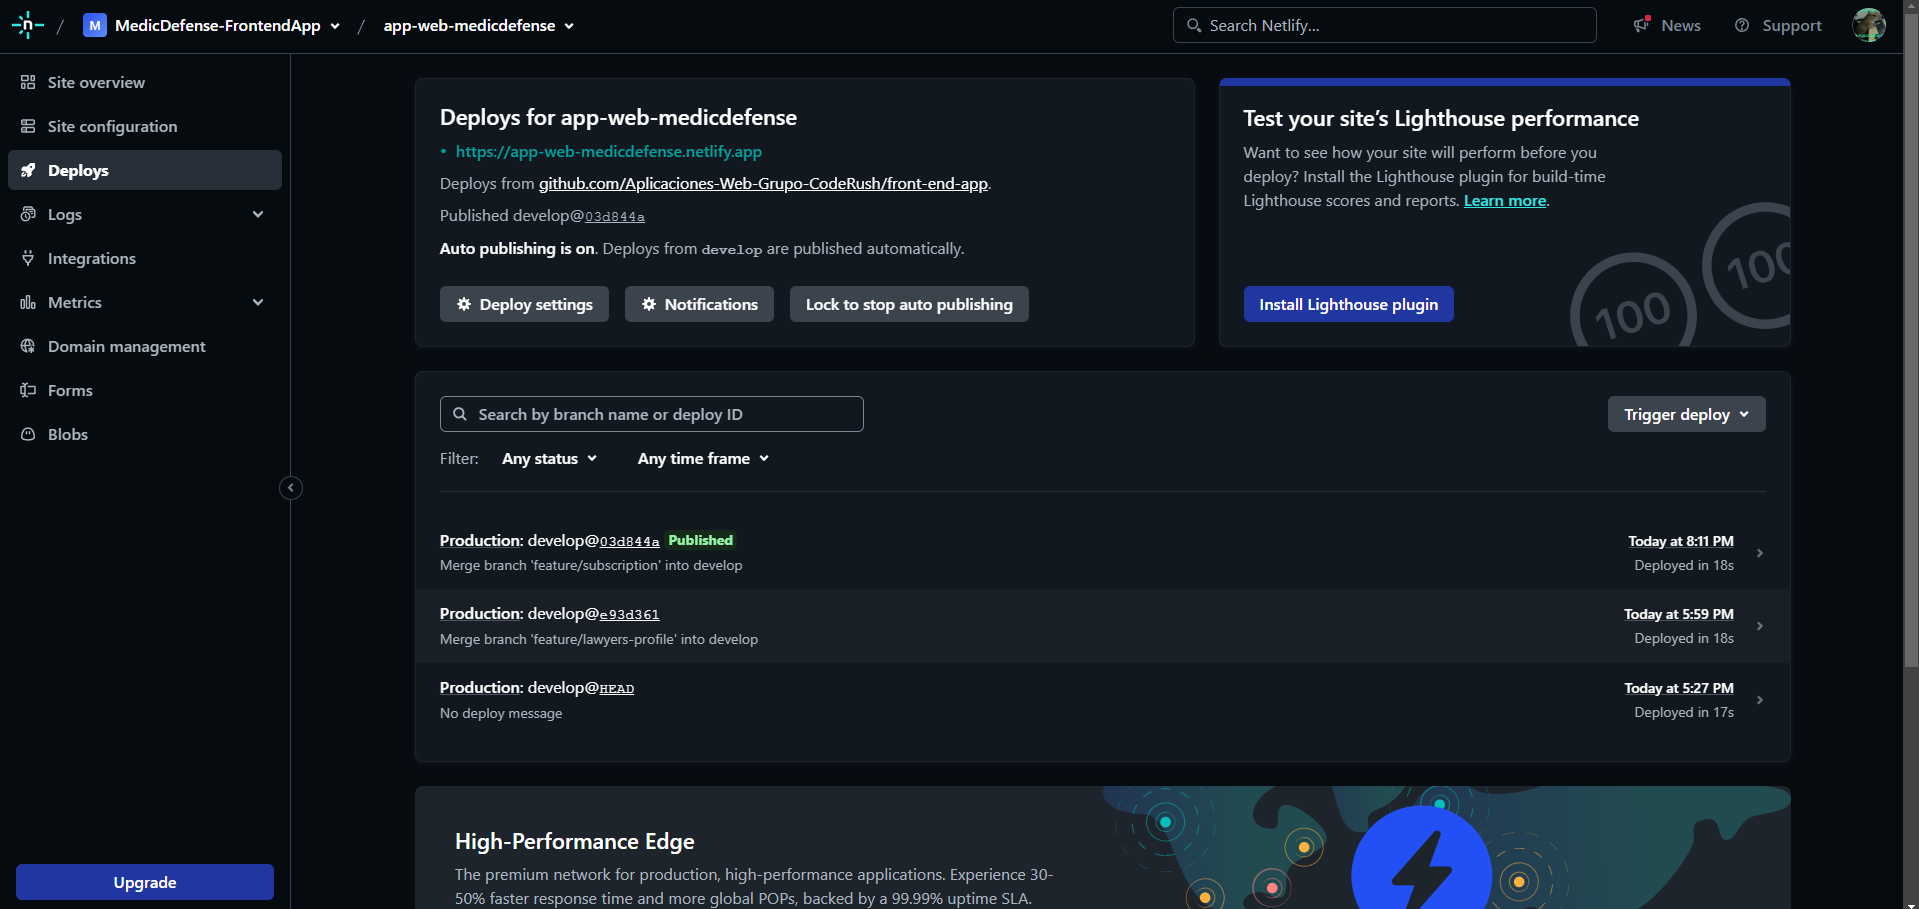 n / M MedicDefense-FrontendApp / app-web-medicdefense
Search Netlify...
News
Support
Site overview
Site configuration
Deploys
Logs
Integrations
Metrics
Domain management
Forms
Blobs
Upgrade
Deploys for app-web-medicdefense
• https://app-web-medicdefense.netlify.app
Deploys from github.com/Aplicaciones-Web-Grupo-CodeRush/front-end-app.
Published develop@03d844a
Auto publishing is on. Deploys from develop are published automatically.
Deploy settings
Notifications
Lock to stop auto publishing
Test your site’s Lighthouse performance
Want to see how your site will perform before you
deploy? Install the Lighthouse plugin for build-time
Lighthouse scores and reports. Learn more.
Install Lighthouse plugin
100
100
Search by branch name or deploy ID
Trigger deploy
Filter: Any status Any time frame
Production: develop@03d844a Published
Today at 8:11 PM
Merge branch 'feature/subscription' into develop
Deployed in 18s
Production: develop@e93d361
Today at 5:59 PM
Merge branch 'feature/lawyers-profile' into develop
Deployed in 18s
Production: develop@HEAD
Today at 5:27 PM
No deploy message
Deployed in 17s
High-Performance Edge
The premium network for production, high-performance applications. Experience 30-
50% faster response time and more global POPs, backed by a 99.99% uptime SLA.